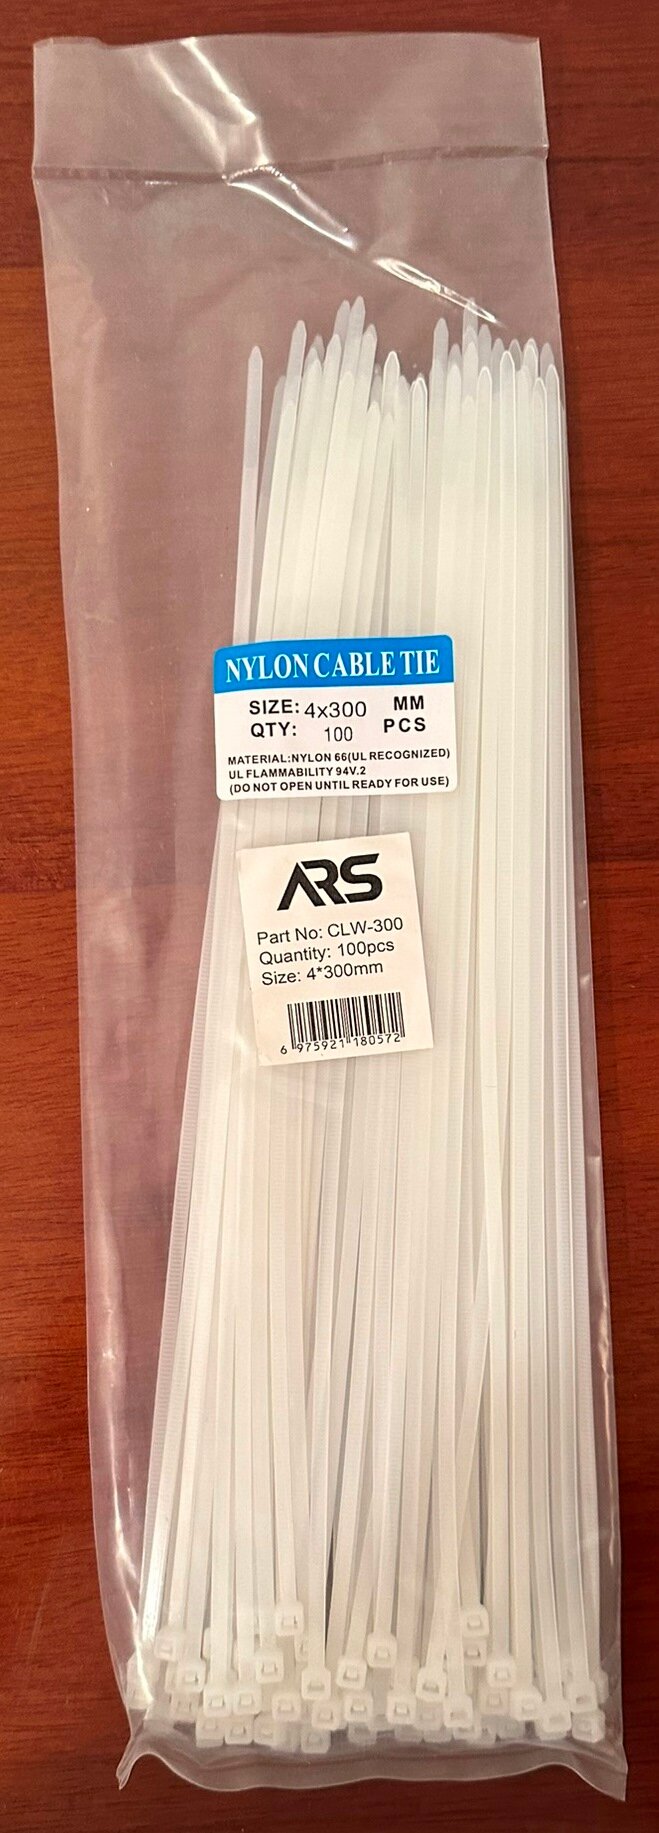 NYLON CABLE TIE
SIZE: 4x300 MM
QTY: 100 PCS
MATERIAL:NYLON 66(UL RECOGNIZED)
UL FLAMMABILITY 94V.2
(DO NOT OPEN UNTIL READY FOR USE)
ARS
Part No: CLW-300
Quantity: 100pcs
Size: 4*300mm
6 975921 180572